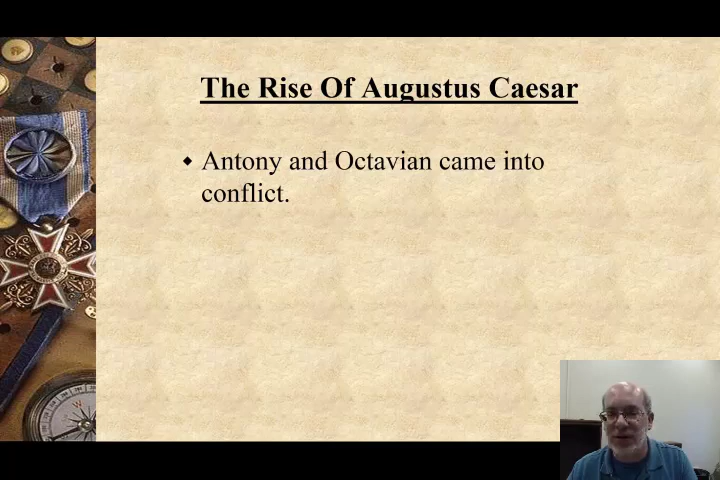 The Rise Of Augustus Caesar
Antony and Octavian came into
conflict.